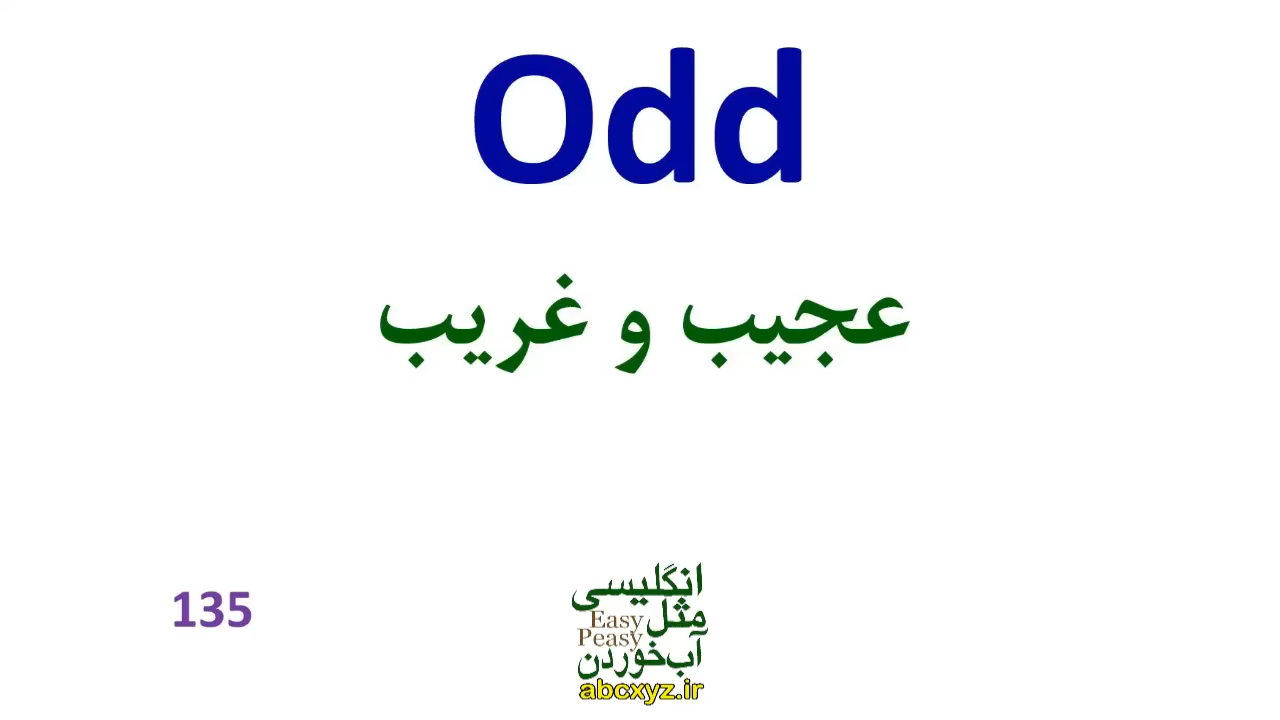 Odd
عجیب و غریب
135
انگلیسی
مثل Easy
Peasy
آب‌خوردن
abcxyz.ir